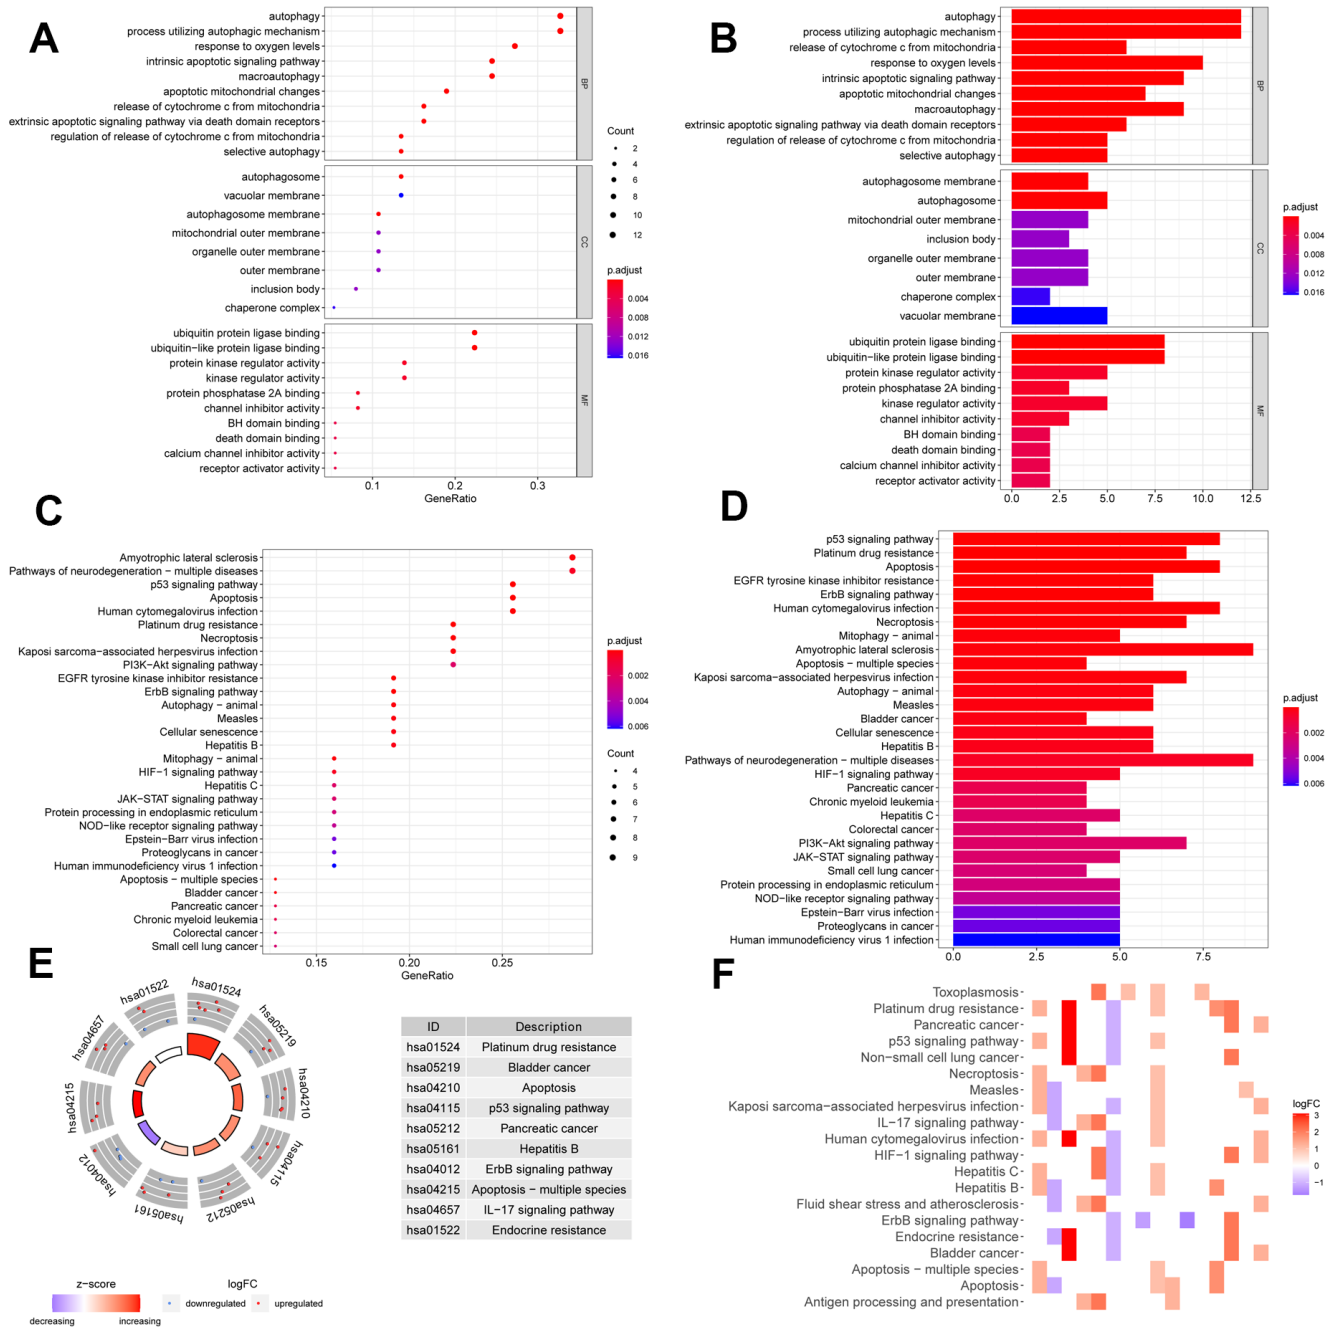 A
autophagy
process utilizing autophagic mechanism
response to oxygen levels
intrinsic apoptotic signaling pathway
macroautophagy
apoptotic mitochondrial changes
release of cytochrome c from mitochondria
extrinsic apoptotic signaling pathway via death domain receptors
regulation of release of cytochrome c from mitochondria
selective autophagy
BP
autophagosome
vacuolar membrane
autophagosome membrane
mitochondrial outer membrane
organelle outer membrane
outer membrane
inclusion body
chaperone complex
CC
ubiquitin protein ligase binding
ubiquitin−like protein ligase binding
protein kinase regulator activity
kinase regulator activity
protein phosphatase 2A binding
channel inhibitor activity
BH domain binding
death domain binding
calcium channel inhibitor activity
receptor activator activity
MF
0.1 0.2 0.3
GeneRatio
Count
2
4
6
8
10
12
p.adjust
0.004
0.008
0.012
0.016
B
autophagy
process utilizing autophagic mechanism
release of cytochrome c from mitochondria
response to oxygen levels
intrinsic apoptotic signaling pathway
apoptotic mitochondrial changes
macroautophagy
extrinsic apoptotic signaling pathway via death domain receptors
regulation of release of cytochrome c from mitochondria
selective autophagy
BP
autophagosome membrane
autophagosome
mitochondrial outer membrane
inclusion body
organelle outer membrane
outer membrane
chaperone complex
vacuolar membrane
CC
ubiquitin protein ligase binding
ubiquitin−like protein ligase binding
protein kinase regulator activity
protein phosphatase 2A binding
kinase regulator activity
channel inhibitor activity
BH domain binding
death domain binding
calcium channel inhibitor activity
receptor activator activity
MF
0.0 2.5 5.0 7.5 10.0 12.5
p.adjust
0.004
0.008
0.012
0.016
C
Amyotrophic lateral sclerosis
Pathways of neurodegeneration − multiple diseases
p53 signaling pathway
Apoptosis
Human cytomegalovirus infection
Platinum drug resistance
Necroptosis
Kaposi sarcoma−associated herpesvirus infection
PI3K−Akt signaling pathway
EGFR tyrosine kinase inhibitor resistance
ErbB signaling pathway
Autophagy − animal
Measles
Cellular senescence
Hepatitis B
Mitophagy − animal
HIF−1 signaling pathway
Hepatitis C
JAK−STAT signaling pathway
Protein processing in endoplasmic reticulum
NOD−like receptor signaling pathway
Epstein−Barr virus infection
Proteoglycans in cancer
Human immunodeficiency virus 1 infection
Apoptosis − multiple species
Bladder cancer
Pancreatic cancer
Chronic myeloid leukemia
Colorectal cancer
Small cell lung cancer
0.15 0.20 0.25
GeneRatio
p.adjust
0.002
0.004
0.006
Count
4
5
6
7
8
9
D
p53 signaling pathway
Platinum drug resistance
Apoptosis
EGFR tyrosine kinase inhibitor resistance
ErbB signaling pathway
Human cytomegalovirus infection
Necroptosis
Mitophagy − animal
Amyotrophic lateral sclerosis
Apoptosis − multiple species
Kaposi sarcoma−associated herpesvirus infection
Autophagy − animal
Measles
Bladder cancer
Cellular senescence
Hepatitis B
Pathways of neurodegeneration − multiple diseases
HIF−1 signaling pathway
Pancreatic cancer
Chronic myeloid leukemia
Hepatitis C
Colorectal cancer
PI3K−Akt signaling pathway
JAK−STAT signaling pathway
Small cell lung cancer
Protein processing in endoplasmic reticulum
NOD−like receptor signaling pathway
Epstein−Barr virus infection
Proteoglycans in cancer
Human immunodeficiency virus 1 infection
0.0 2.5 5.0 7.5
p.adjust
0.002
0.004
0.006
E
hsa01524
hsa05219
hsa04210
hsa04115
hsa05212
hsa05161
hsa04012
hsa04215
hsa04657
hsa01522
z−score
decreasing increasing
logFC
downregulated upregulated
ID Description
hsa01524 Platinum drug resistance
hsa05219 Bladder cancer
hsa04210 Apoptosis
hsa04115 p53 signaling pathway
hsa05212 Pancreatic cancer
hsa05161 Hepatitis B
hsa04012 ErbB signaling pathway
hsa04215 Apoptosis − multiple species
hsa04657 IL−17 signaling pathway
hsa01522 Endocrine resistance
F
Toxoplasmosis
Platinum drug resistance
Pancreatic cancer
p53 signaling pathway
Non−small cell lung cancer
Necroptosis
Measles
Kaposi sarcoma−associated herpesvirus infection
IL−17 signaling pathway
Human cytomegalovirus infection
HIF−1 signaling pathway
Hepatitis C
Hepatitis B
Fluid shear stress and atherosclerosis
ErbB signaling pathway
Endocrine resistance
Bladder cancer
Apoptosis − multiple species
Apoptosis
Antigen processing and presentation
logFC
3
2
1
0
−1